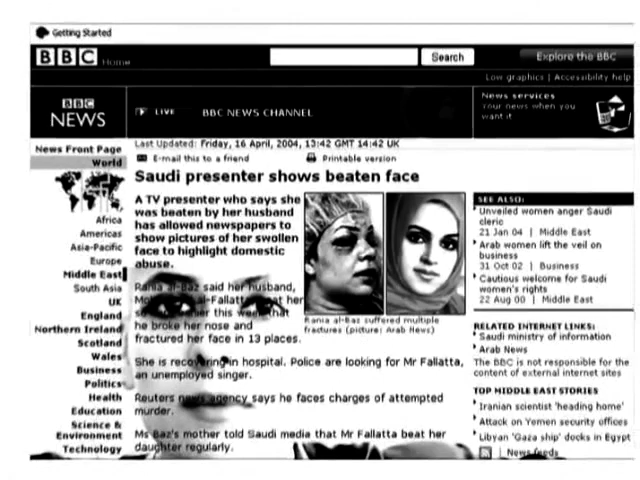 Getting Started
BBC Home
Search
Explore the BBC
Low graphics | Accessibility help
BBC
NEWS
LIVE BBC NEWS CHANNEL
News services
Your news when you
want it
News Front Page
World
Africa
Americas
Asia-Pacific
Europe
Middle East
South Asia
UK
England
Northern Ireland
Scotland
Wales
Business
Politics
Health
Education
Science &
Environment
Technology
Last Updated: Friday, 16 April, 2004, 13:42 GMT 14:42 UK
E-mail this to a friend
Printable version
Saudi presenter shows beaten face
A TV presenter who says she
was beaten by her husband
has allowed newspapers to
show pictures of her swollen
face to highlight domestic
abuse.
Rania al-Baz said her husband,
al-Fallatta her
earlier this week that
he broke her nose and
fractured her face in 13 places.
Rania al-Baz suffered multiple
fractures (picture: Arab News)
She is recovering in hospital. Police are looking for Mr Fallatta,
an unemployed singer.
Reuters news agency says he faces charges of attempted
murder.
Ms Baz's mother told Saudi media that Mr Fallatta beat her
daughter regularly.
SEE ALSO:
Unveiled women anger Saudi
cleric
21 Jan 04 | Middle East
Arab women lift the veil on
business
31 Oct 02 | Business
Cautious welcome for Saudi
women's rights
22 Aug 00 | Middle East
RELATED INTERNET LINKS:
Saudi ministry of information
Arab News
The BBC is not responsible for the
content of external internet sites
TOP MIDDLE EAST STORIES
Iranian scientist 'heading home'
Attack on Yemen security offices
Libyan 'Gaza ship' docks in Egypt
| News feeds